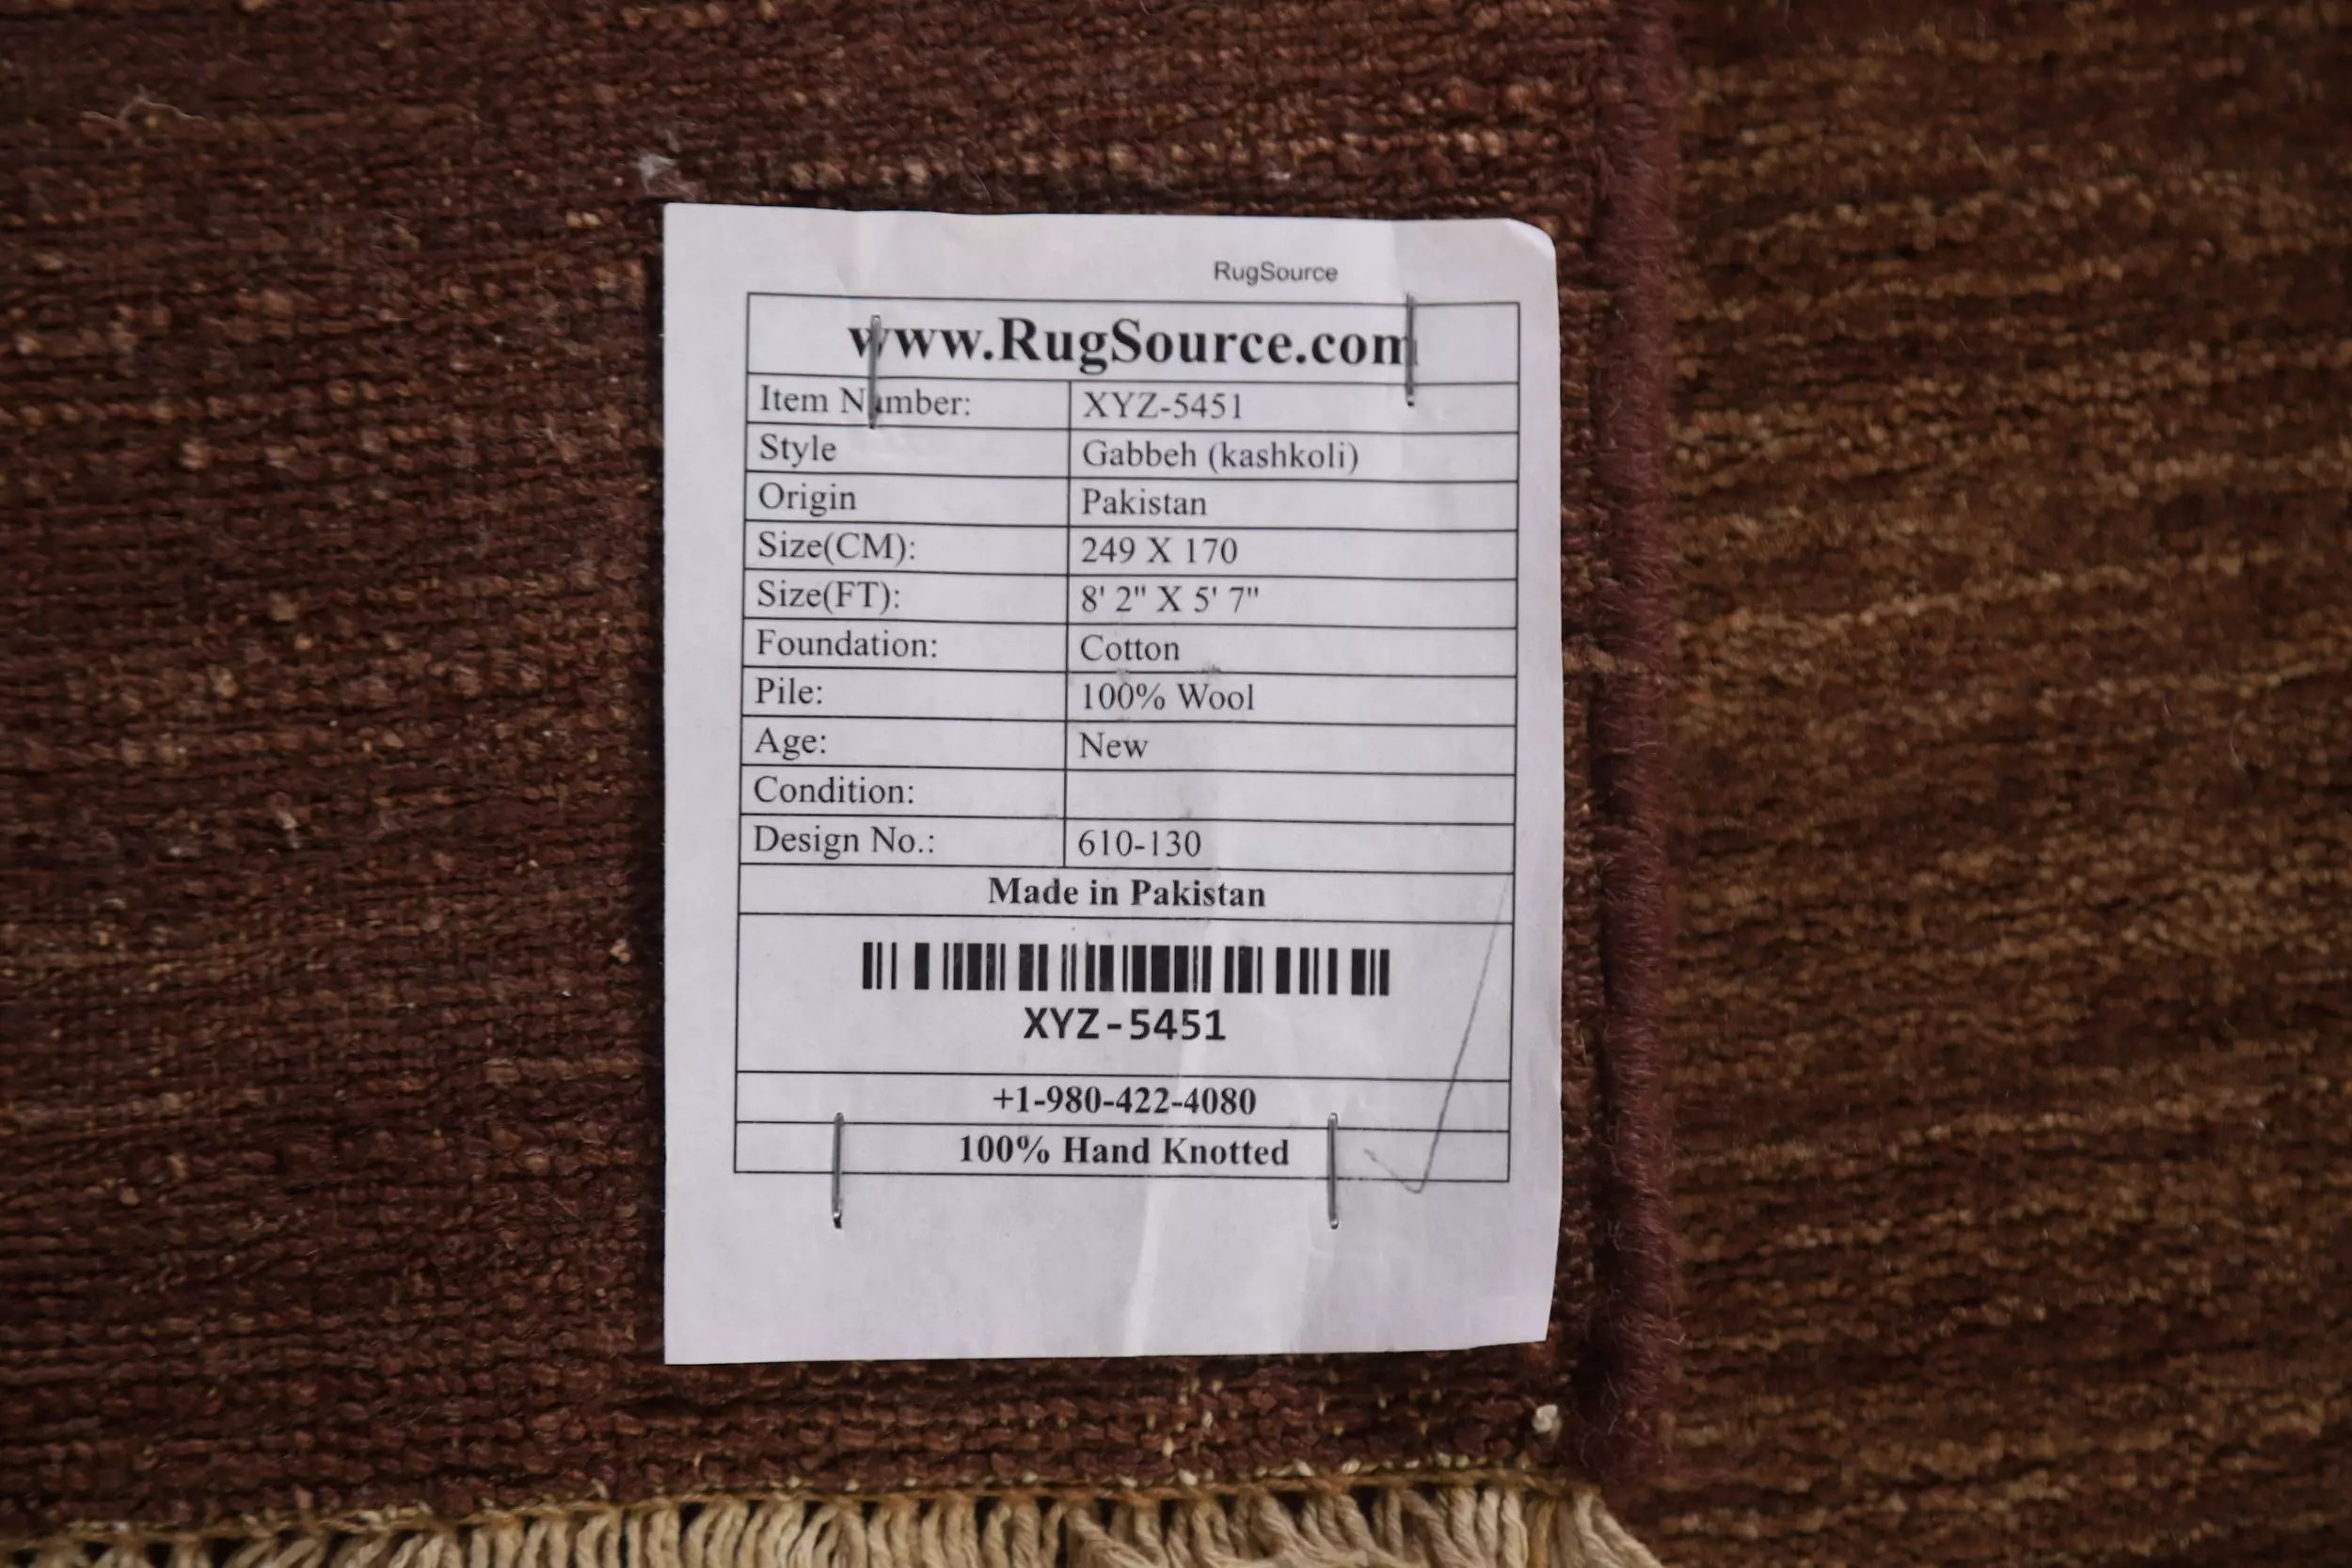 RugSource
www.RugSource.com
Item Number: XYZ-5451
Style Gabbeh (kashkoli)
Origin Pakistan
Size(CM): 249 X 170
Size(FT): 8' 2" X 5' 7"
Foundation: Cotton
Pile: 100% Wool
Age: New
Condition:
Design No.: 610-130
Made in Pakistan
XYZ-5451
+1-980-422-4080
100% Hand Knotted